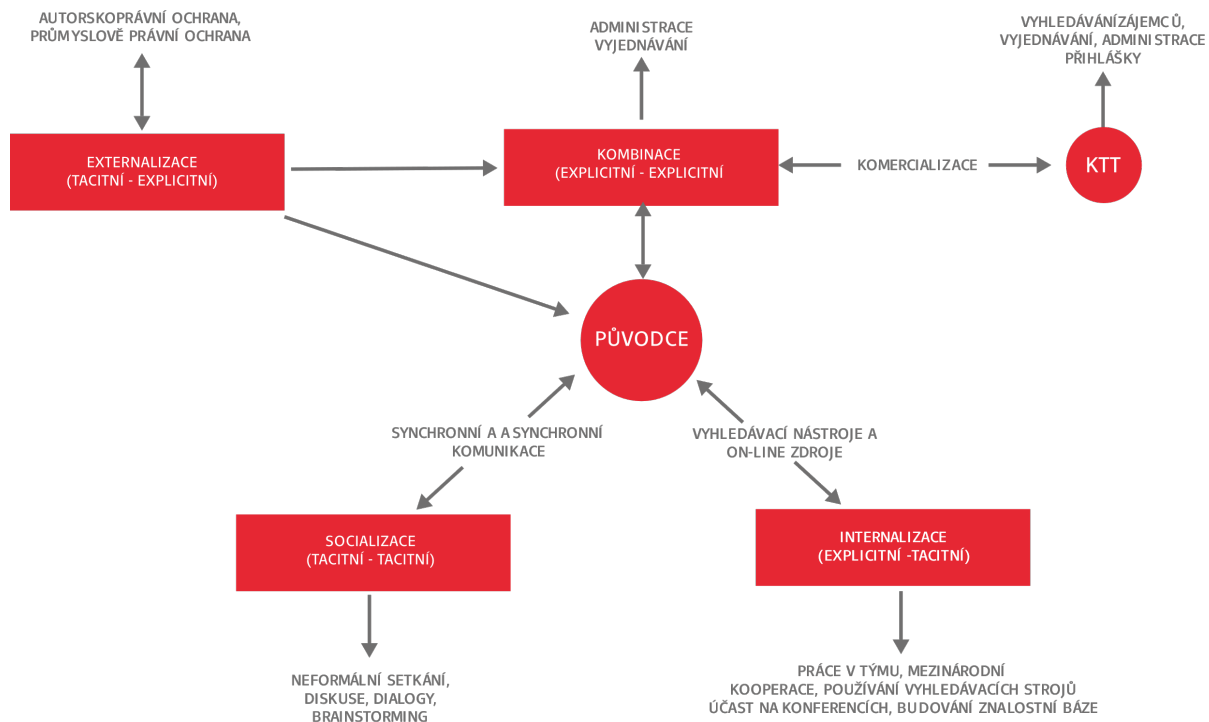 AUTORSKOPRÁVNÍ OCHRANA,
PRŮMYSLOVĚ PRÁVNÍ OCHRANA
ADMINISTRACE
VYJEDNÁVÁNÍ
VYHLEDÁVÁNÍZÁJEMCŮ,
VYJEDNÁVÁNÍ, ADMINISTRACE
PŘIHLÁŠKY
EXTERNALIZACE
(TACITNÍ - EXPLICITNÍ)
KOMBINACE
(EXPLICITNÍ - EXPLICITNÍ
KOMERCIALIZACE
KTT
PŮVODCE
SYNCHRONNÍ A ASYNCHRONNÍ
KOMUNIKACE
VYHLEDÁVACÍ NÁSTROJE A
ON-LINE ZDROJE
SOCIALIZACE
(TACITNÍ - TACITNÍ)
INTERNALIZACE
(EXPLICITNÍ -TACITNÍ)
NEFORMÁLNÍ SETKÁNÍ,
DISKUSE, DIALOGY,
BRAINSTORMING
PRÁCE V TÝMU, MEZINÁRODNÍ
KOOPERACE, POUŽÍVÁNÍ VYHLEDÁVACÍCH STROJŮ
ÚČAST NA KONFERENCÍCH, BUDOVÁNÍ ZNALOSTNÍ BÁZE